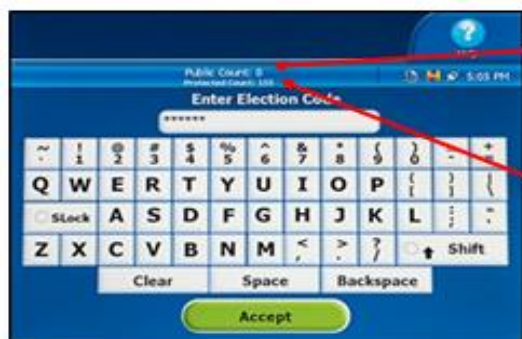 ?
Help
Public Count: 0
Protected Count: 155
5:05 PM
Enter Election Code
******
~ ! @ # $ % ^ & * ( ) - +
` 1 2 3 4 5 6 7 8 9 0 =
Q W E R T Y U I O P { } |
[ ] \
SLock A S D F G H J K L : "
; '
Z X C V B N M < > ? Shift
, . /
Clear Space Backspace
Accept